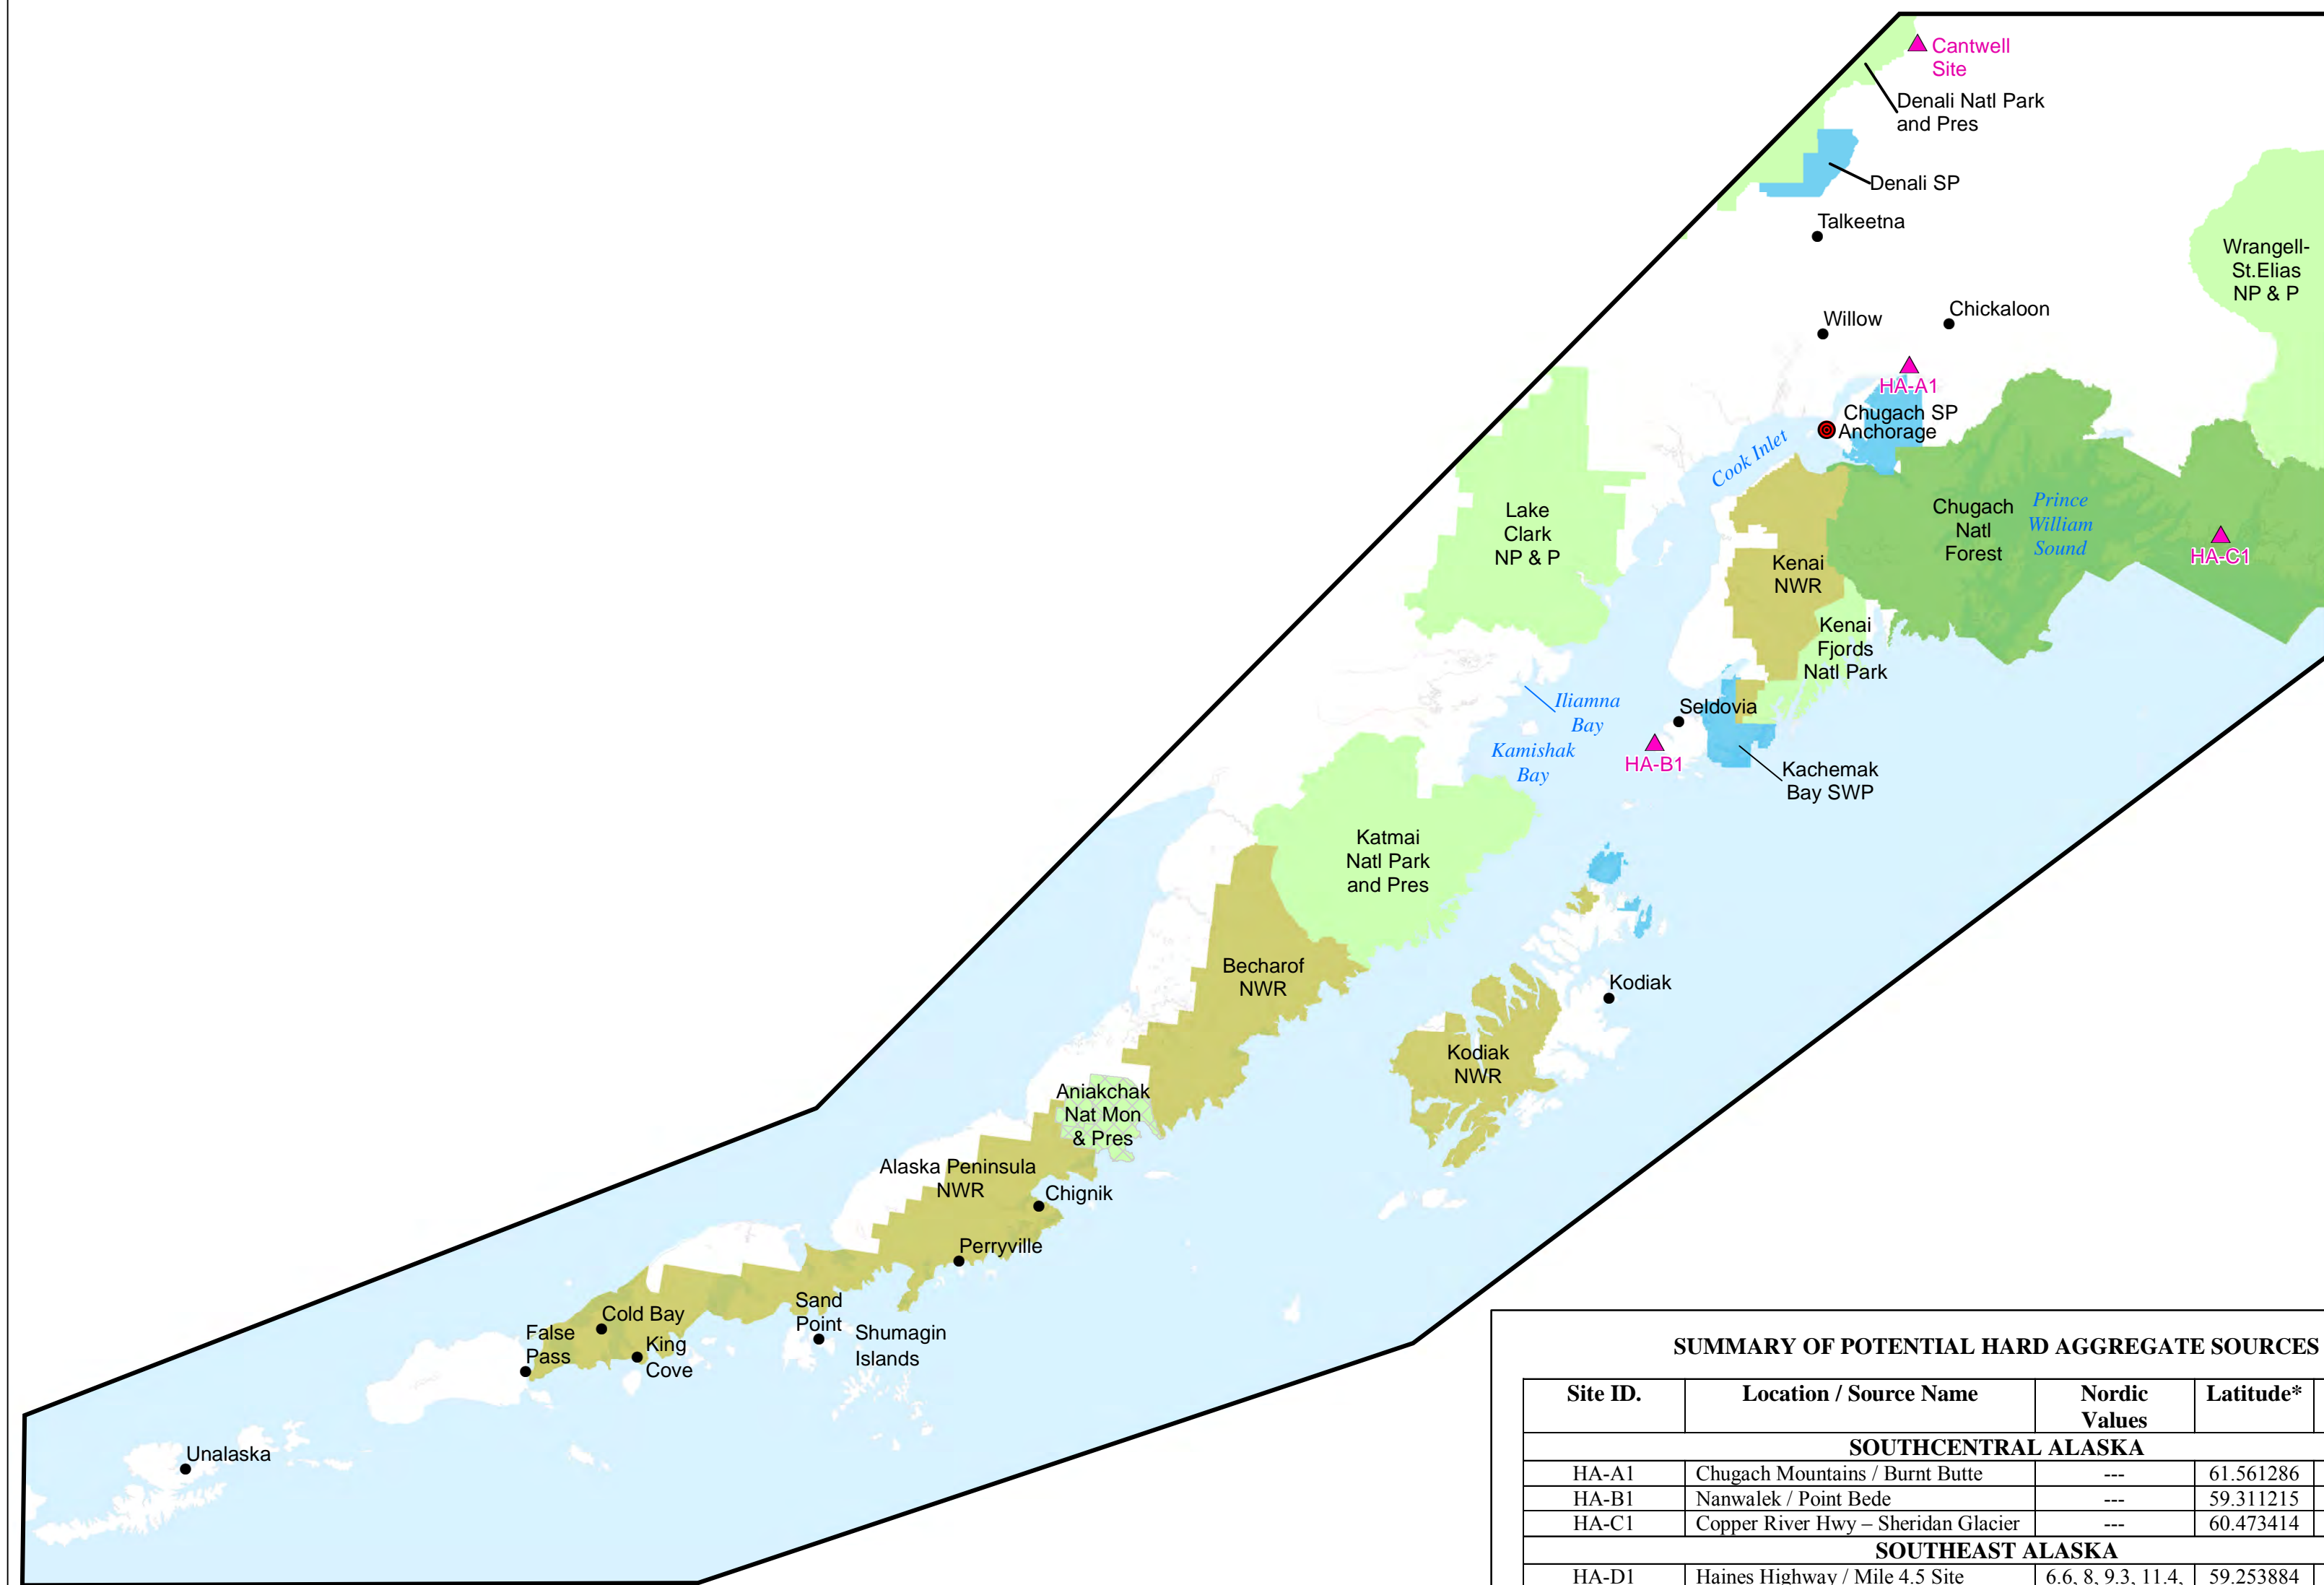 Cantwell
Site
Denali Natl Park
and Pres
Denali SP
Talkeetna
Wrangell-
St.Elias
NP & P
Chickaloon
Willow
HA-A1
Chugach SP
Anchorage
Cook Inlet
Lake
Clark
NP & P
Chugach
Natl
Forest
Prince
William
Sound
HA-C1
Kenai
NWR
Kenai
Fjords
Natl Park
Iliamna
Bay
Seldovia
Kamishak
Bay
HA-B1
Kachemak
Bay SWP
Katmai
Natl Park
and Pres
Becharof
NWR
Kodiak
Kodiak
NWR
Aniakchak
Nat Mon
& Pres
Alaska Peninsula
NWR
Chignik
Perryville
Sand
Point
Shumagin
Islands
Cold Bay
False
Pass
King
Cove
Unalaska
SUMMARY OF POTENTIAL HARD AGGREGATE SOURCES
Site ID. Location / Source Name Nordic Values Latitude*
SOUTHCENTRAL ALASKA
HA-A1 Chugach Mountains / Burnt Butte --- 61.561286
HA-B1 Nanwalek / Point Bede --- 59.311215
HA-C1 Copper River Hwy – Sheridan Glacier --- 60.473414
SOUTHEAST ALASKA
HA-D1 Haines Highway / Mile 4.5 Site 6.6, 8, 9.3, 11.4, 59.253884